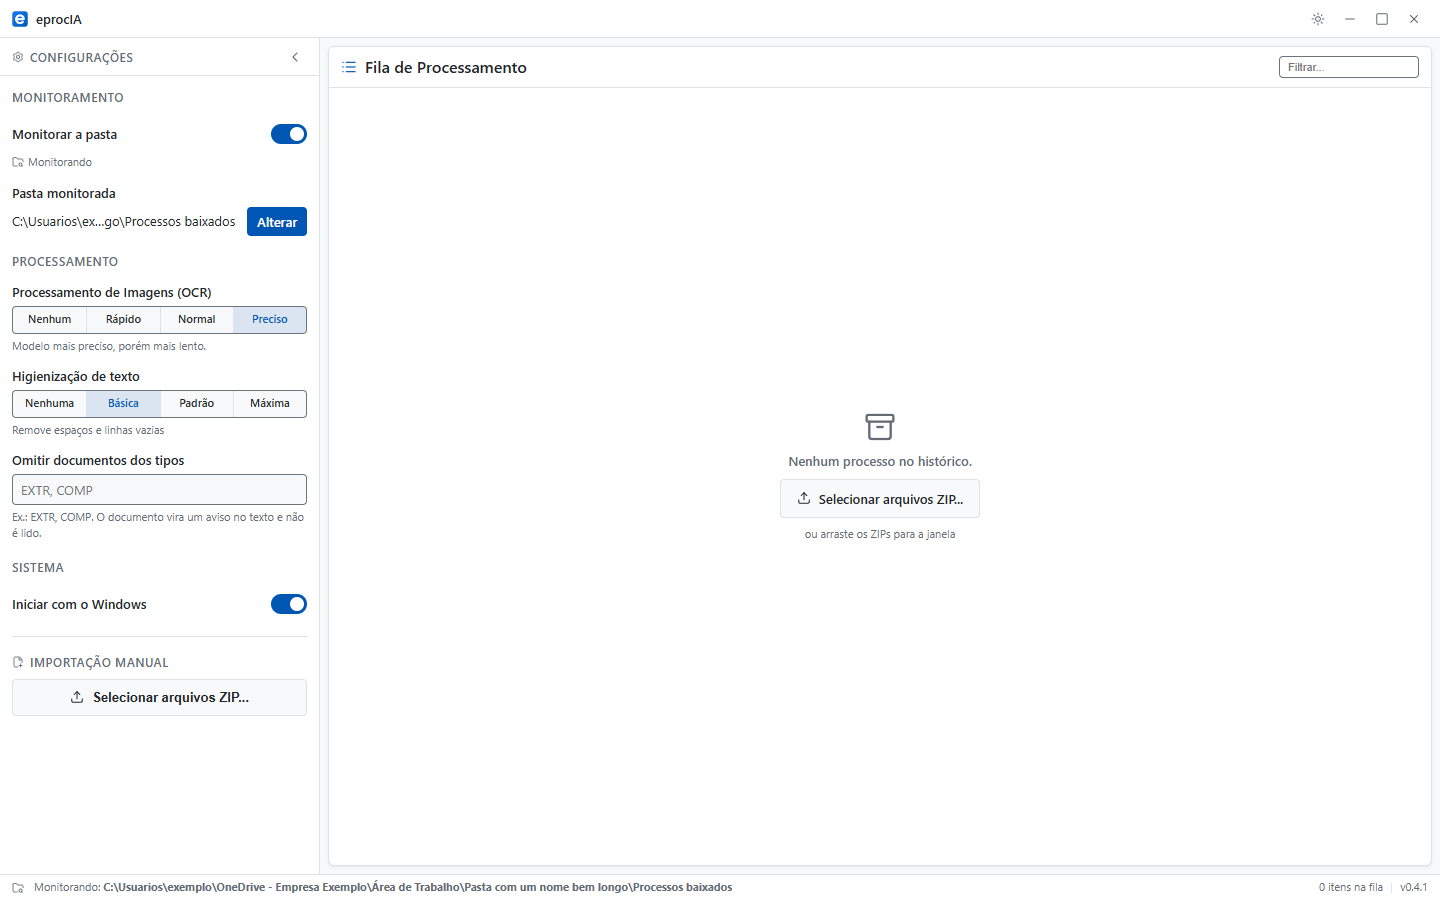 eprocIA
CONFIGURAÇÕES
MONITORAMENTO
Monitorar a pasta
Monitorando
Pasta monitorada
C:\Usuarios\ex...go\Processos baixados
Alterar
PROCESSAMENTO
Processamento de Imagens (OCR)
Nenhum Rápido Normal Preciso
Modelo mais preciso, porém mais lento.
Higienização de texto
Nenhuma Básica Padrão Máxima
Remove espaços e linhas vazias
Omitir documentos dos tipos
EXTR, COMP
Ex.: EXTR, COMP. O documento vira um aviso no texto e não
é lido.
SISTEMA
Iniciar com o Windows
IMPORTAÇÃO MANUAL
Selecionar arquivos ZIP...
Fila de Processamento
Filtrar...
Nenhum processo no histórico.
Selecionar arquivos ZIP...
ou arraste os ZIPs para a janela
Monitorando: C:\Usuarios\exemplo\OneDrive - Empresa Exemplo\Área de Trabalho\Pasta com um nome bem longo\Processos baixados
0 itens na fila
v0.4.1